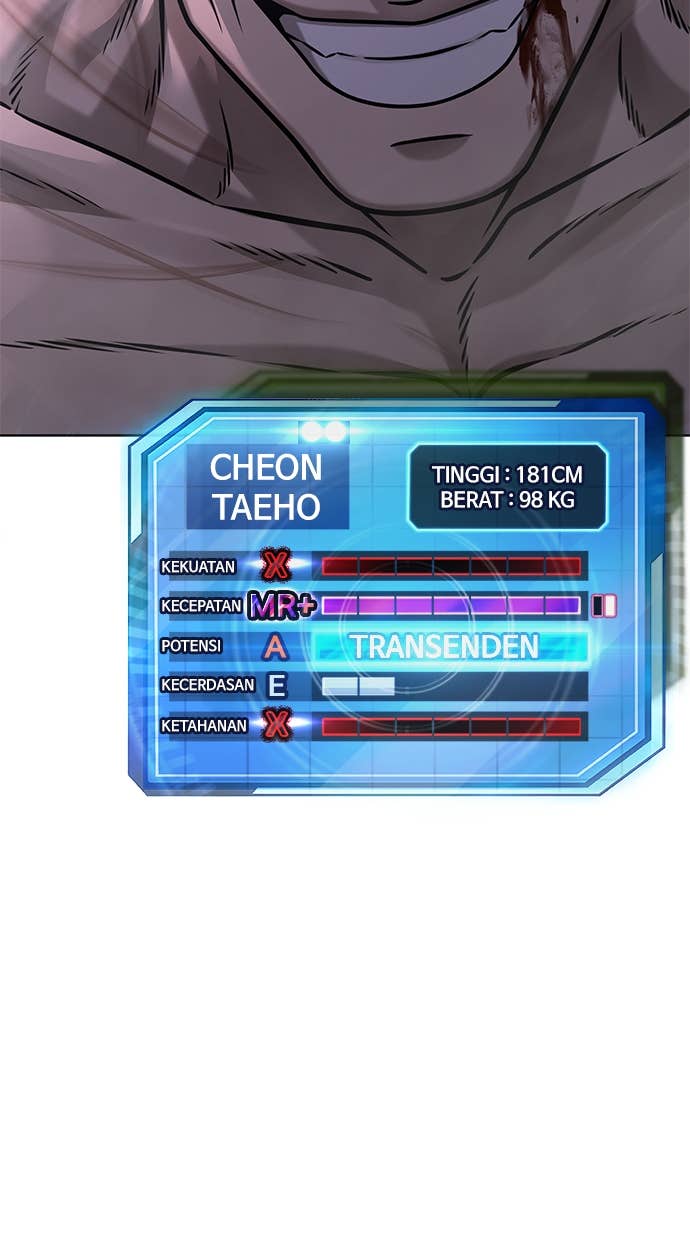 CHEON
TAEHO
TINGGI : 181CM
BERAT : 98 KG
KEKUATAN X
KECEPATAN MR+
POTENSI A TRANSENDEN
KECERDASAN E
KETAHANAN X